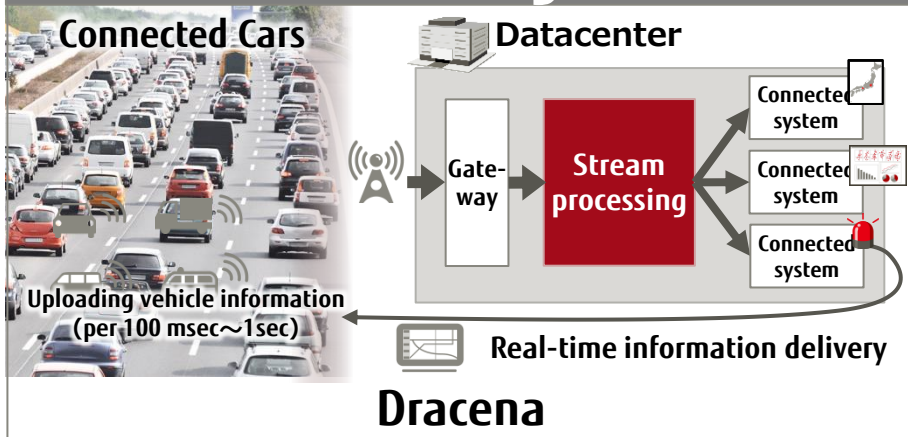 Connected Cars
Datacenter
Gate-
way
Stream
processing
Connected
system
Connected
system
Connected
system
Uploading vehicle information
(per 100 msec～1sec)
Real-time information delivery
Dracena